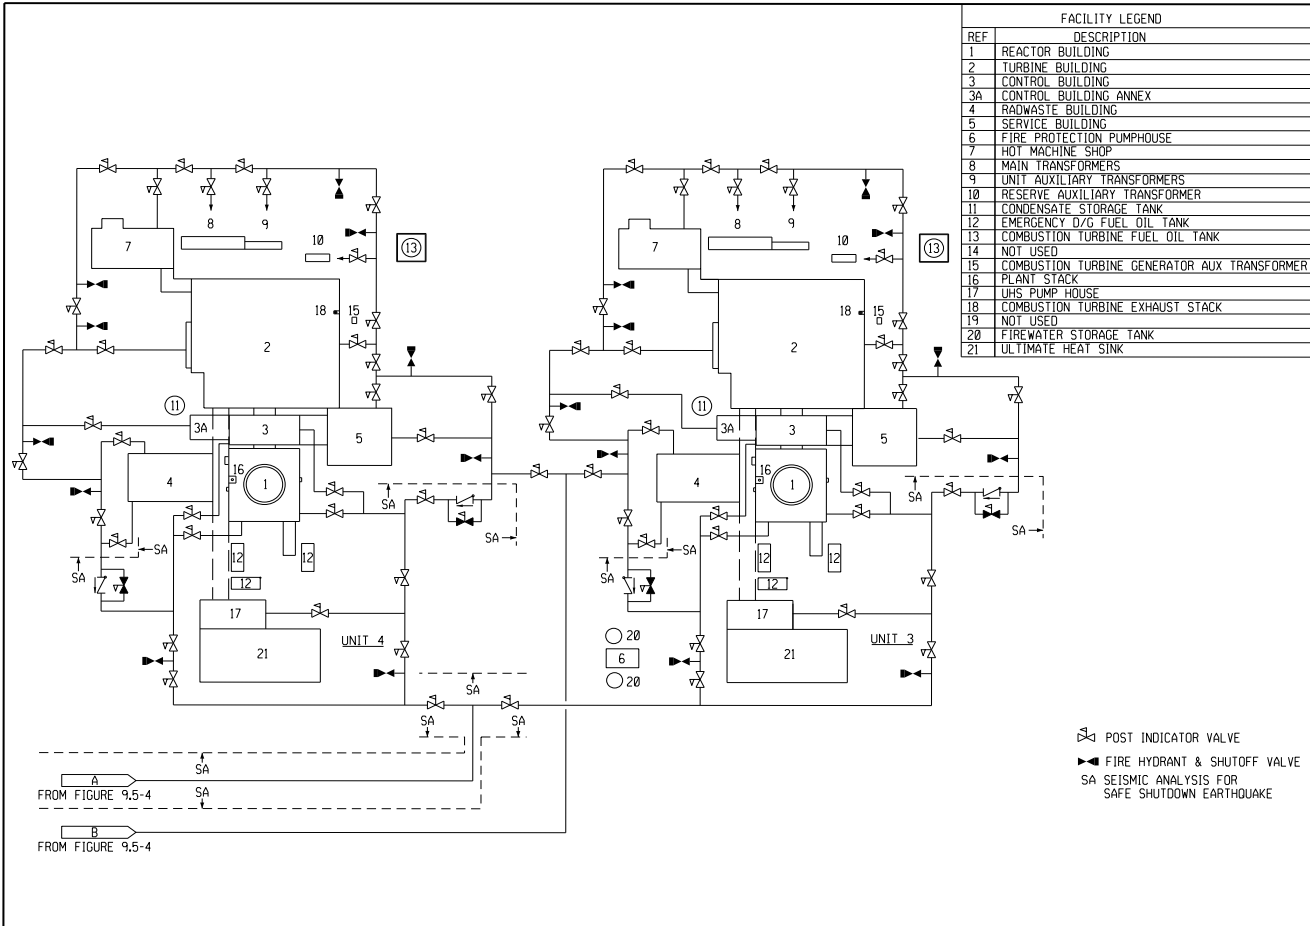 FACILITY LEGEND
REF DESCRIPTION
1 REACTOR BUILDING
2 TURBINE BUILDING
3 CONTROL BUILDING
3A CONTROL BUILDING ANNEX
4 RADWASTE BUILDING
5 SERVICE BUILDING
6 FIRE PROTECTION PUMPHOUSE
7 HOT MACHINE SHOP
8 MAIN TRANSFORMERS
9 UNIT AUXILIARY TRANSFORMERS
10 RESERVE AUXILIARY TRANSFORMER
11 CONDENSATE STORAGE TANK
12 EMERGENCY D/G FUEL OIL TANK
13 COMBUSTION TURBINE FUEL OIL TANK
14 NOT USED
15 COMBUSTION TURBINE GENERATOR AUX TRANSFORMER
16 PLANT STACK
17 UHS PUMP HOUSE
18 COMBUSTION TURBINE EXHAUST STACK
19 NOT USED
20 FIREWATER STORAGE TANK
21 ULTIMATE HEAT SINK
8 9
7 10 13
18 15
2
11
3A 3 5
16
4 1
SA
SA
SA
SA
12 12
12
17
UNIT 4
21
8 9
7 10 13
18 15
2
11
3A 3 5
16
4 1
SA
SA
SA
SA
12 12
12
17
20
6
20
UNIT 3
21
SA
SA SA
SA
A
FROM FIGURE 9.5-4
SA
B
FROM FIGURE 9.5-4
POST INDICATOR VALVE
FIRE HYDRANT & SHUTOFF VALVE
SA SEISMIC ANALYSIS FOR
SAFE SHUTDOWN EARTHQUAKE